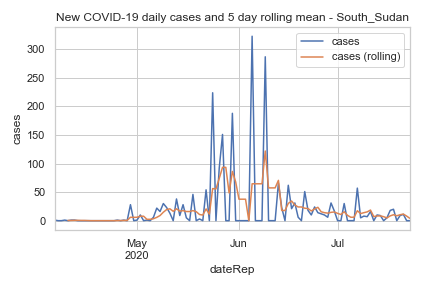 New COVID-19 daily cases and 5 day rolling mean - South_Sudan
cases
cases (rolling)
300
250
200
150
100
50
0
cases
May
2020
Jun
Jul
dateRep